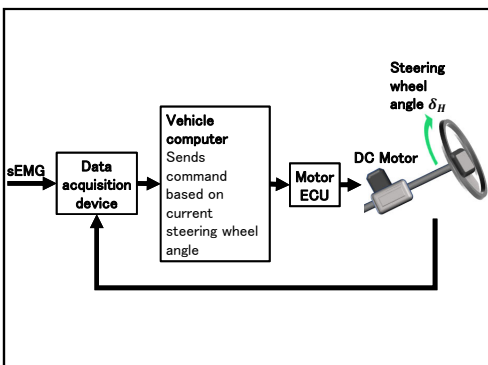 sEMG
Data
acquisition
device
Vehicle
computer
Sends
command
based on
current
steering wheel
angle
Motor
ECU
DC Motor
Steering
wheel
angle δ_H